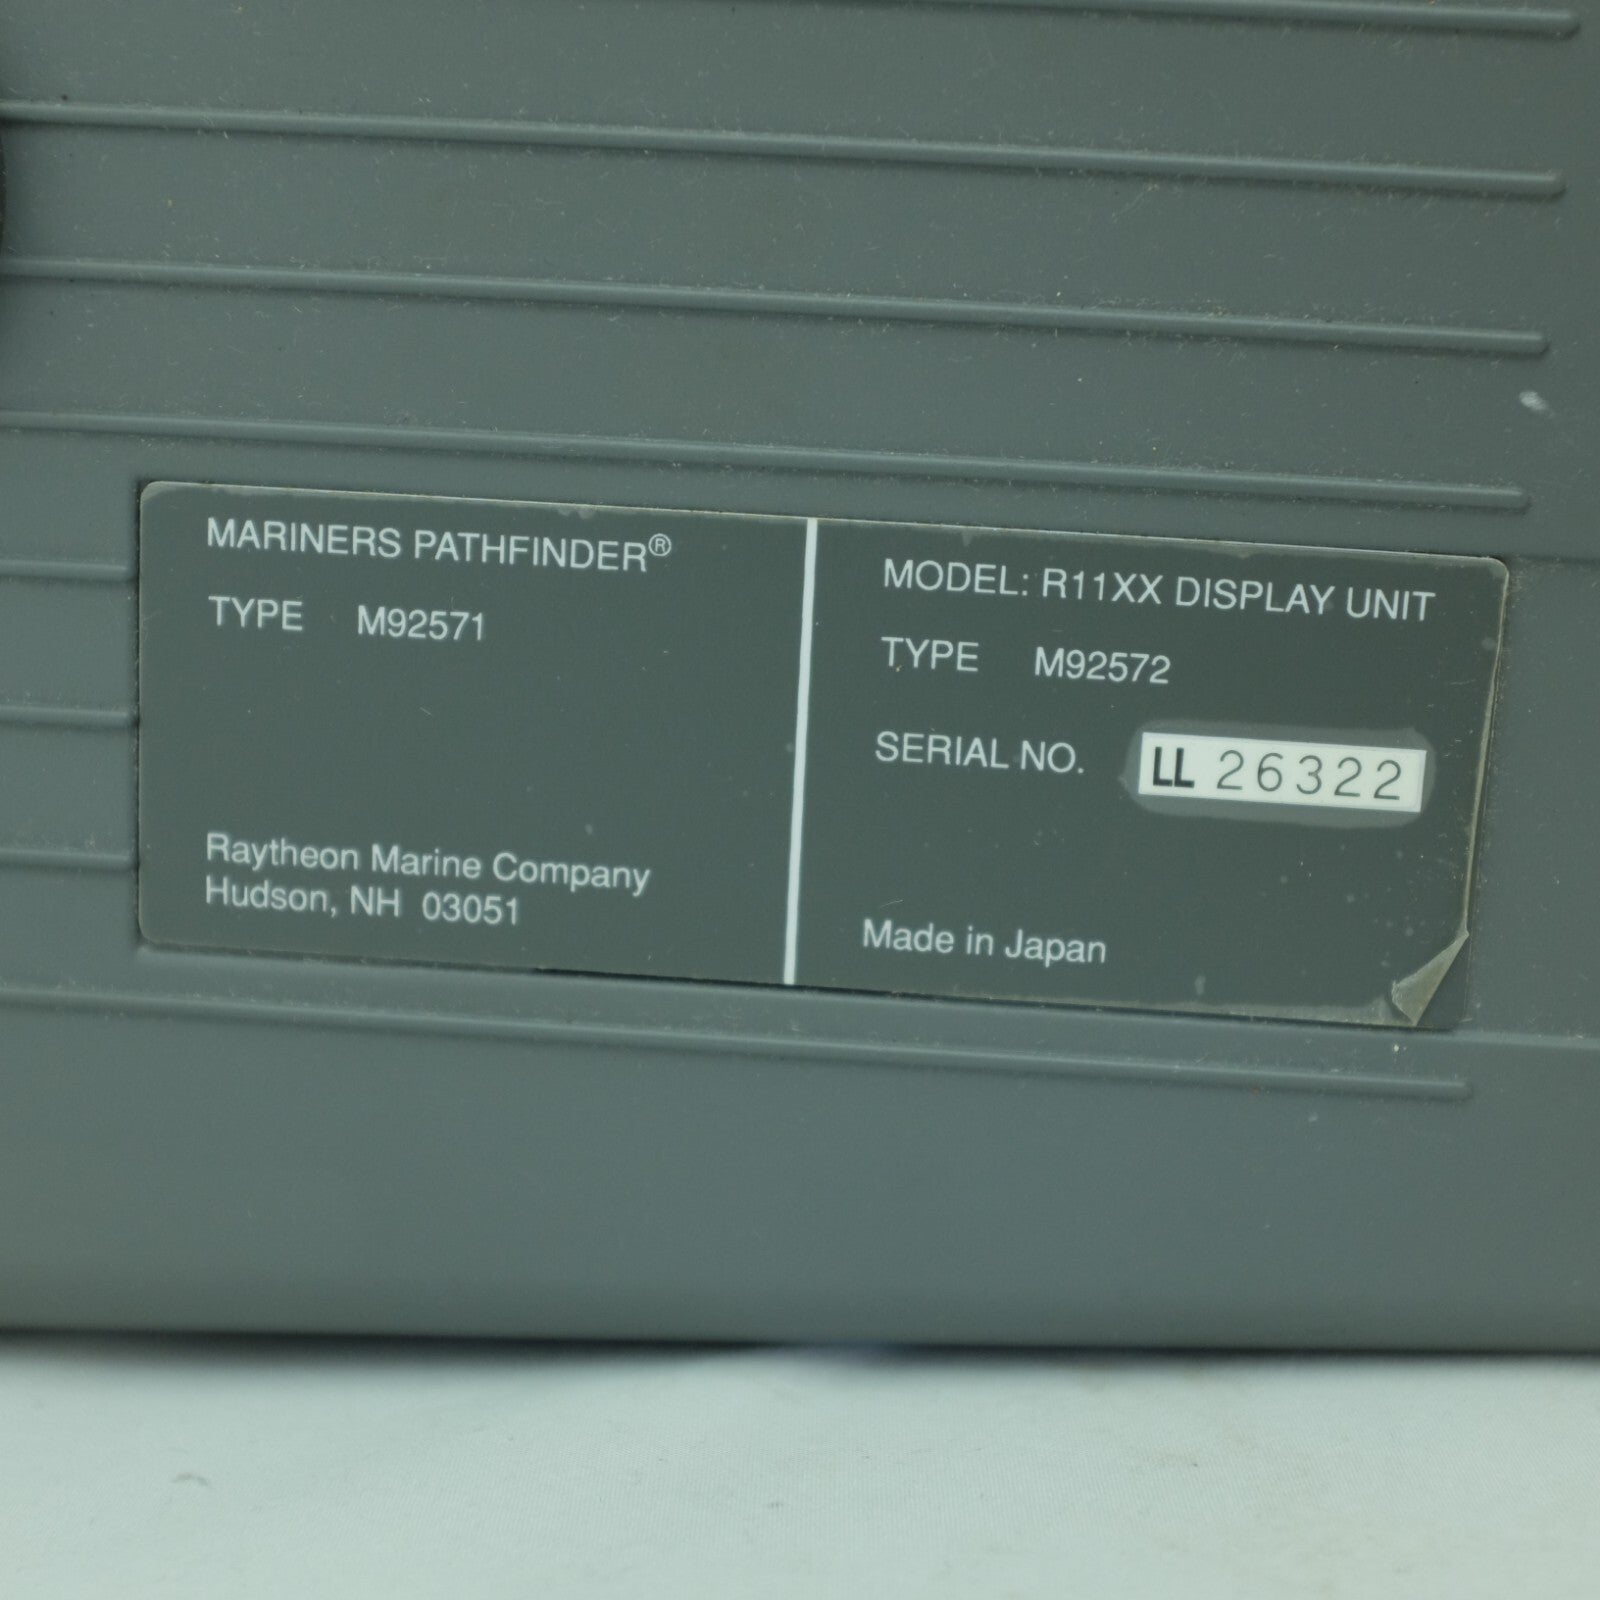 MARINERS PATHFINDER®
TYPE M92571
Raytheon Marine Company
Hudson, NH 03051
MODEL: R11XX DISPLAY UNIT
TYPE M92572
SERIAL NO. LL 26322
Made in Japan